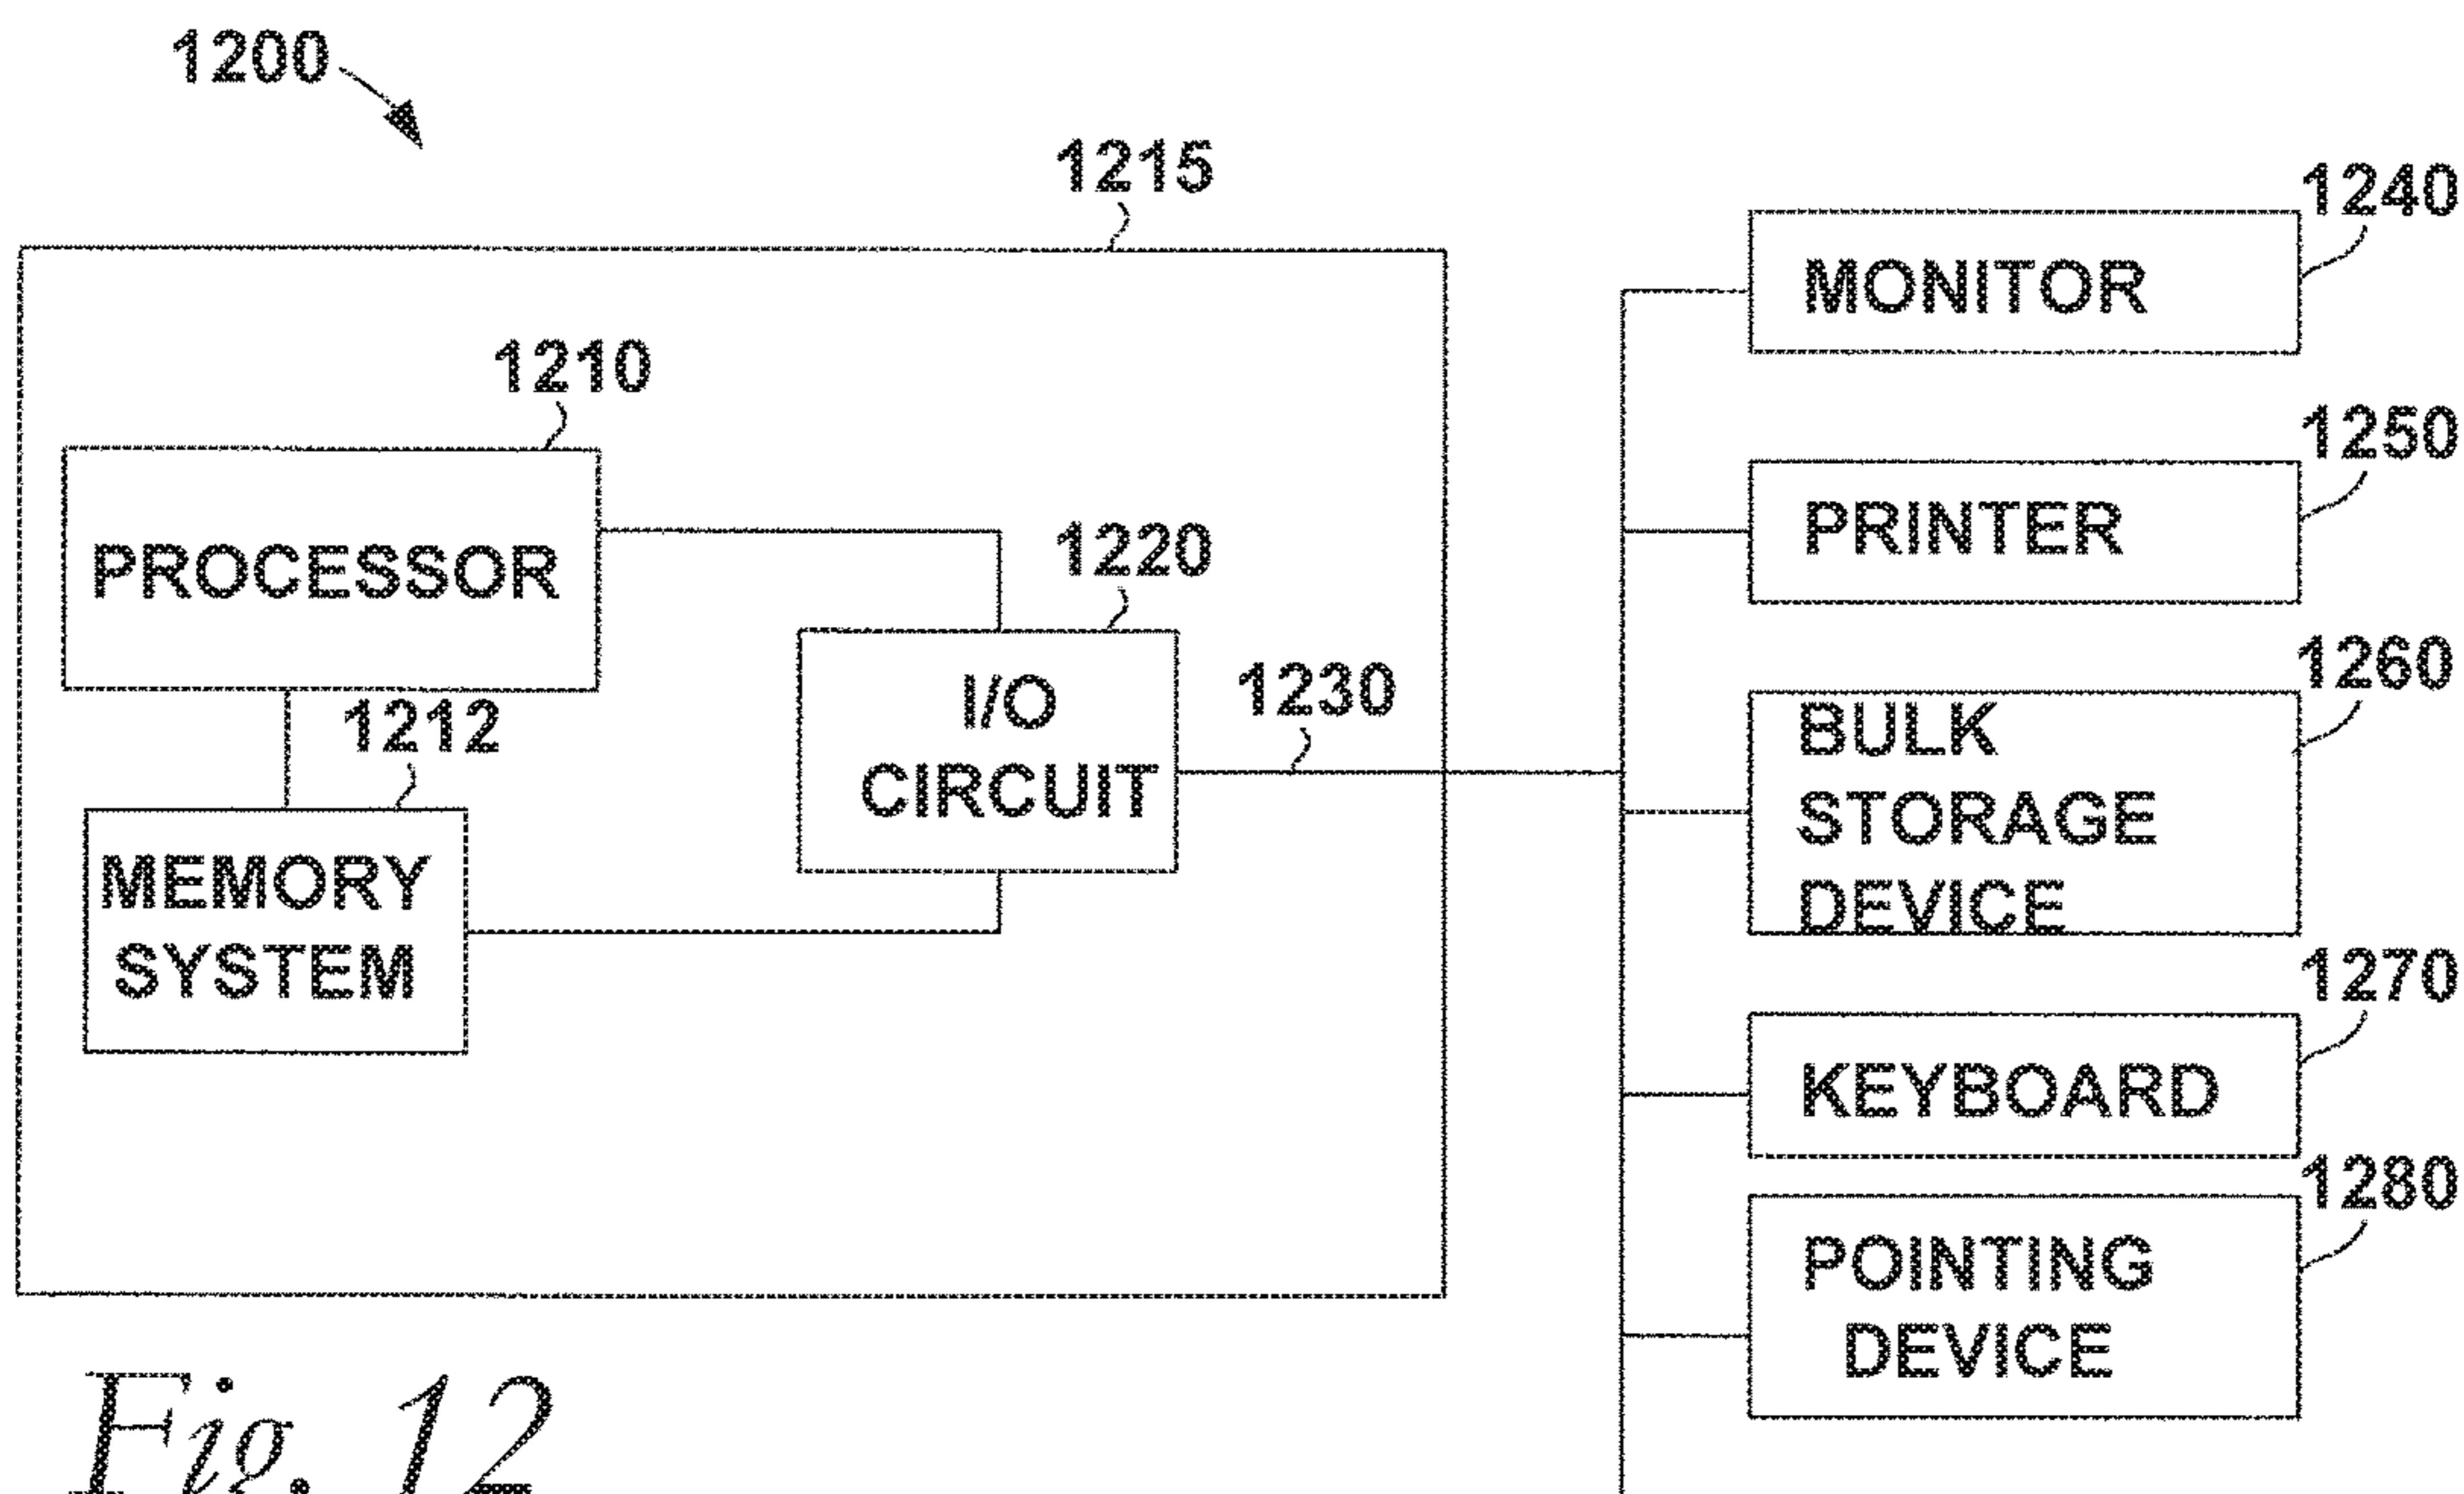 1200
1215
1240
MONITOR
1210
1250
PRINTER
PROCESSOR
1220
I/O
CIRCUIT
1230
1260
BULK
STORAGE
DEVICE
1212
MEMORY
SYSTEM
1270
KEYBOARD
1280
POINTING
DEVICE
Fig. 12